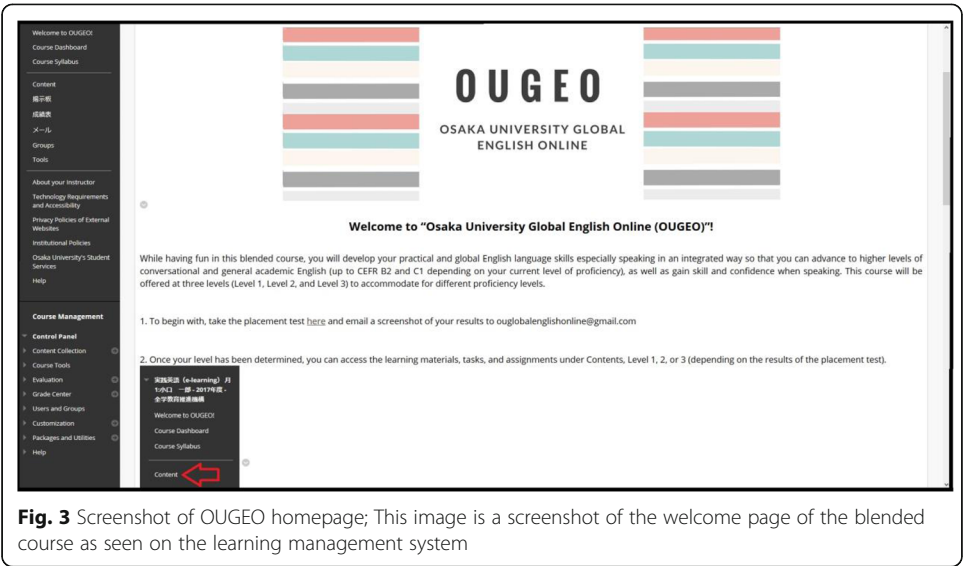 Welcome to OUGEO!
Course Dashboard
Course Syllabus
Content
掲示板
成績表
メール
Groups
Tools
About your Instructor
Technology Requirements
and Accessibility
Privacy Policies of External
Websites
Institutional Policies
Osaka University's Student
Services
Help
Course Management
Control Panel
Content Collection
Course Tools
Evaluation
Grade Center
Users and Groups
Customization
Packages and Utilities
Help
OUGEO
OSAKA UNIVERSITY GLOBAL
ENGLISH ONLINE
Welcome to “Osaka University Global English Online (OUGEO)”!
While having fun in this blended course, you will develop your practical and global English language skills especially speaking in an integrated way so that you can advance to higher levels of
conversational and general academic English (up to CEFR B2 and C1 depending on your current level of proficiency), as well as gain skill and confidence when speaking. This course will be
offered at three levels (Level 1, Level 2, and Level 3) to accommodate for different proficiency levels.
1. To begin with, take the placement test here and email a screenshot of your results to ouglobalenglishonline@gmail.com
2. Once your level has been determined, you can access the learning materials, tasks, and assignments under Contents, Level 1, 2, or 3 (depending on the results of the placement test).
実践英語 (e-learning) 月
1:小口 一郎 - 2017年度 -
全学教育推進機構
Welcome to OUGEO!
Course Dashboard
Course Syllabus
Content
Fig. 3 Screenshot of OUGEO homepage; This image is a screenshot of the welcome page of the blended
course as seen on the learning management system